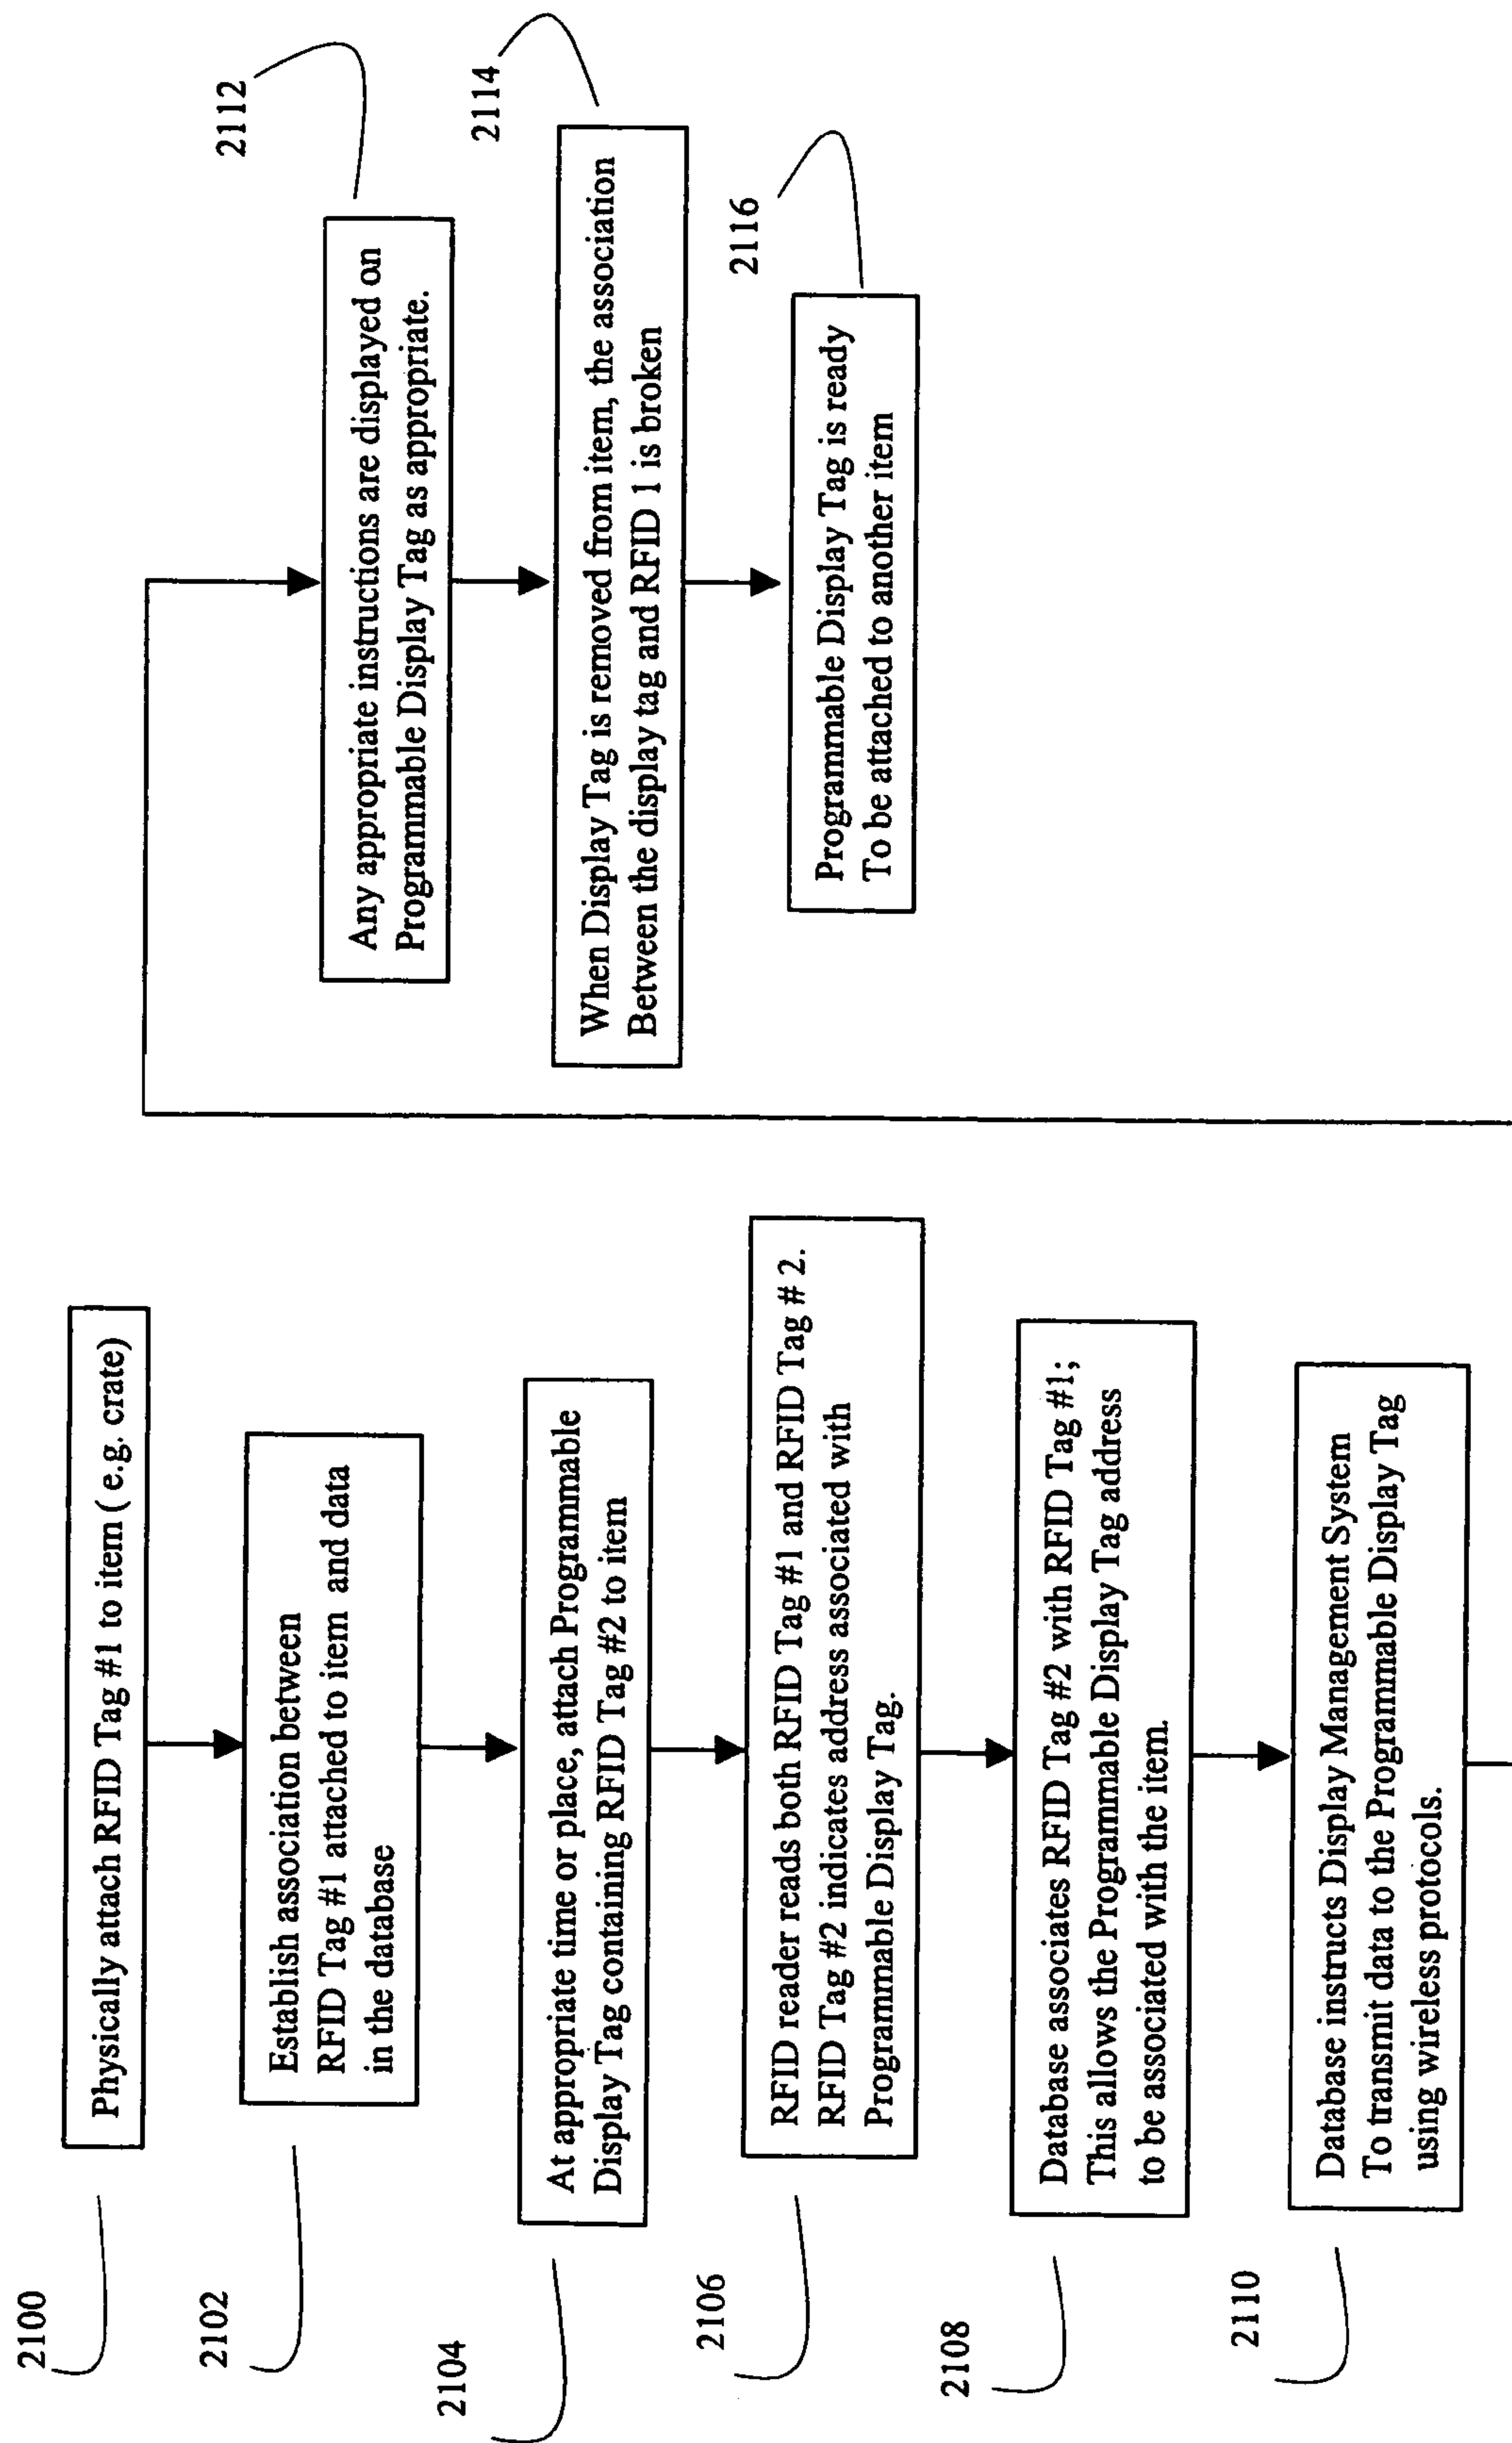 2100
Physically attach RFID Tag #1 to item ( e.g. crate)
2102
Establish association between
RFID Tag #1 attached to item and data
in the database
2104
At appropriate time or place, attach Programmable
Display Tag containing RFID Tag #2 to item
2106
RFID reader reads both RFID Tag #1 and RFID Tag # 2.
RFID Tag #2 indicates address associated with
Programmable Display Tag.
2108
Database associates RFID Tag #2 with RFID Tag #1;
This allows the Programmable Display Tag address
to be associated with the item.
2110
Database instructs Display Management System
To transmit data to the Programmable Display Tag
using wireless protocols.
2112
Any appropriate instructions are displayed on
Programmable Display Tag as appropriate.
2114
When Display Tag is removed from item, the association
Between the display tag and RFID 1 is broken
2116
Programmable Display Tag is ready
To be attached to another item